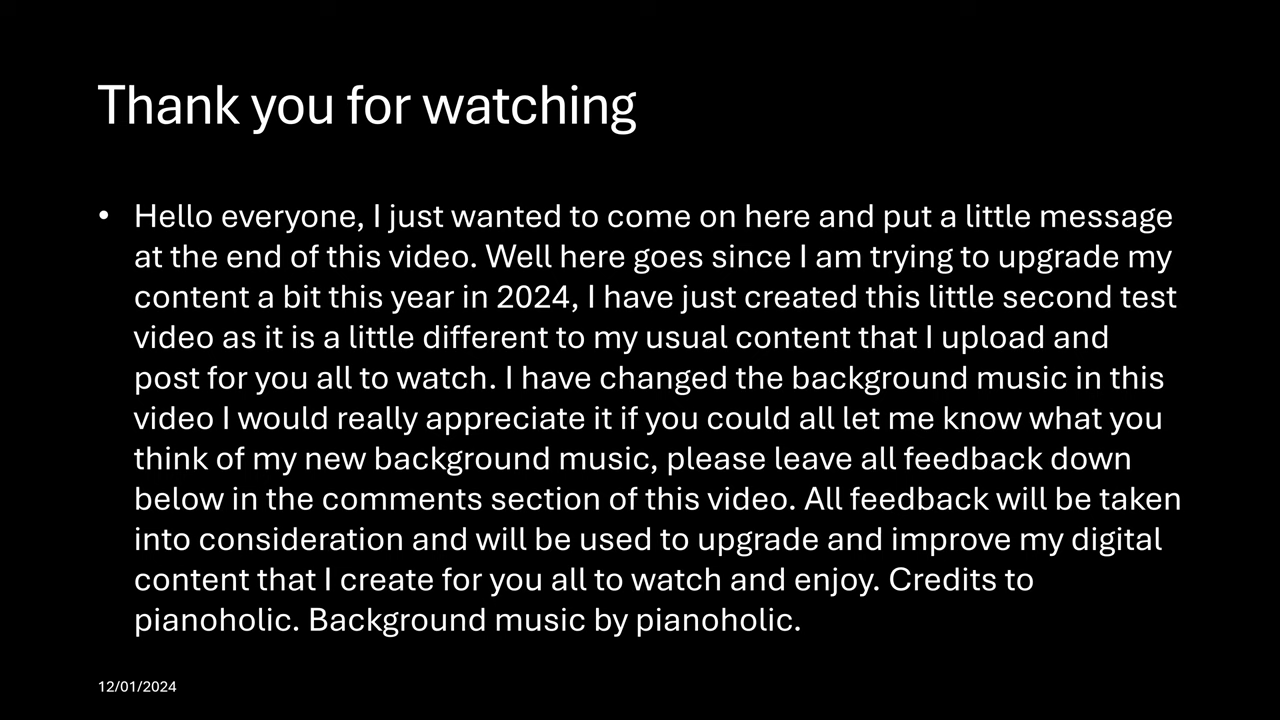 Thank you for watching
• Hello everyone, I just wanted to come on here and put a little message
at the end of this video. Well here goes since I am trying to upgrade my
content a bit this year in 2024, I have just created this little second test
video as it is a little different to my usual content that I upload and
post for you all to watch. I have changed the background music in this
video I would really appreciate it if you could all let me know what you
think of my new background music, please leave all feedback down
below in the comments section of this video. All feedback will be taken
into consideration and will be used to upgrade and improve my digital
content that I create for you all to watch and enjoy. Credits to
pianoholic. Background music by pianoholic.
12/01/2024